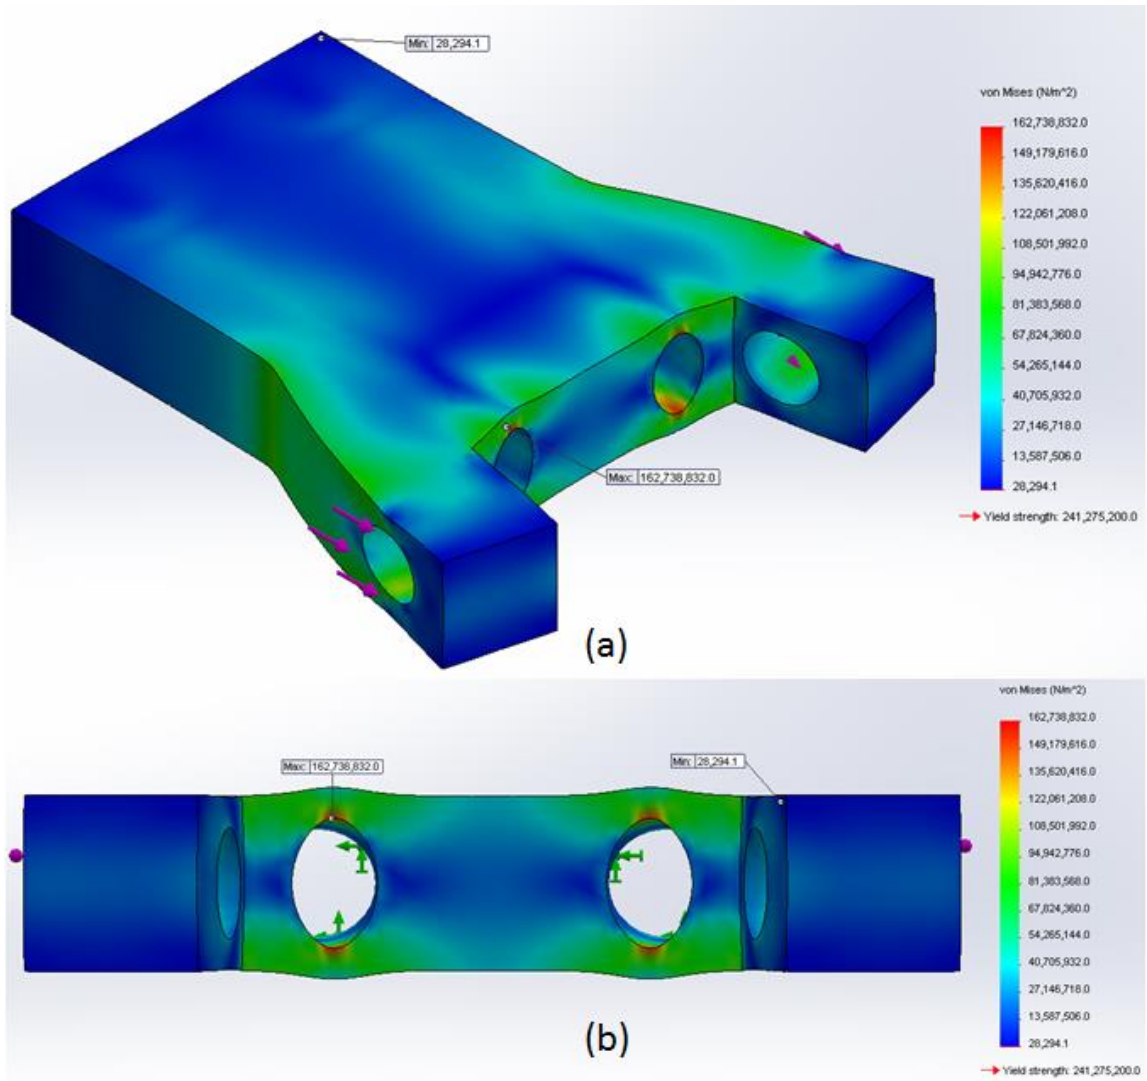 Min: 28,294.1
von Mises (N/m^2)
162,738,832.0
149,179,616.0
135,620,416.0
122,061,208.0
108,501,992.0
94,942,776.0
81,383,568.0
67,824,360.0
54,265,144.0
40,705,932.0
27,146,718.0
13,587,506.0
28,294.1
Yield strength: 241,275,200.0
Max: 162,738,832.0
(a)
von Mises (N/m^2)
162,738,832.0
149,179,616.0
135,620,416.0
122,061,208.0
108,501,992.0
94,942,776.0
81,383,568.0
67,824,360.0
54,265,144.0
40,705,932.0
27,146,718.0
13,587,506.0
28,294.1
Yield strength: 241,275,200.0
Max: 162,738,832.0
Min: 28,294.1
(b)